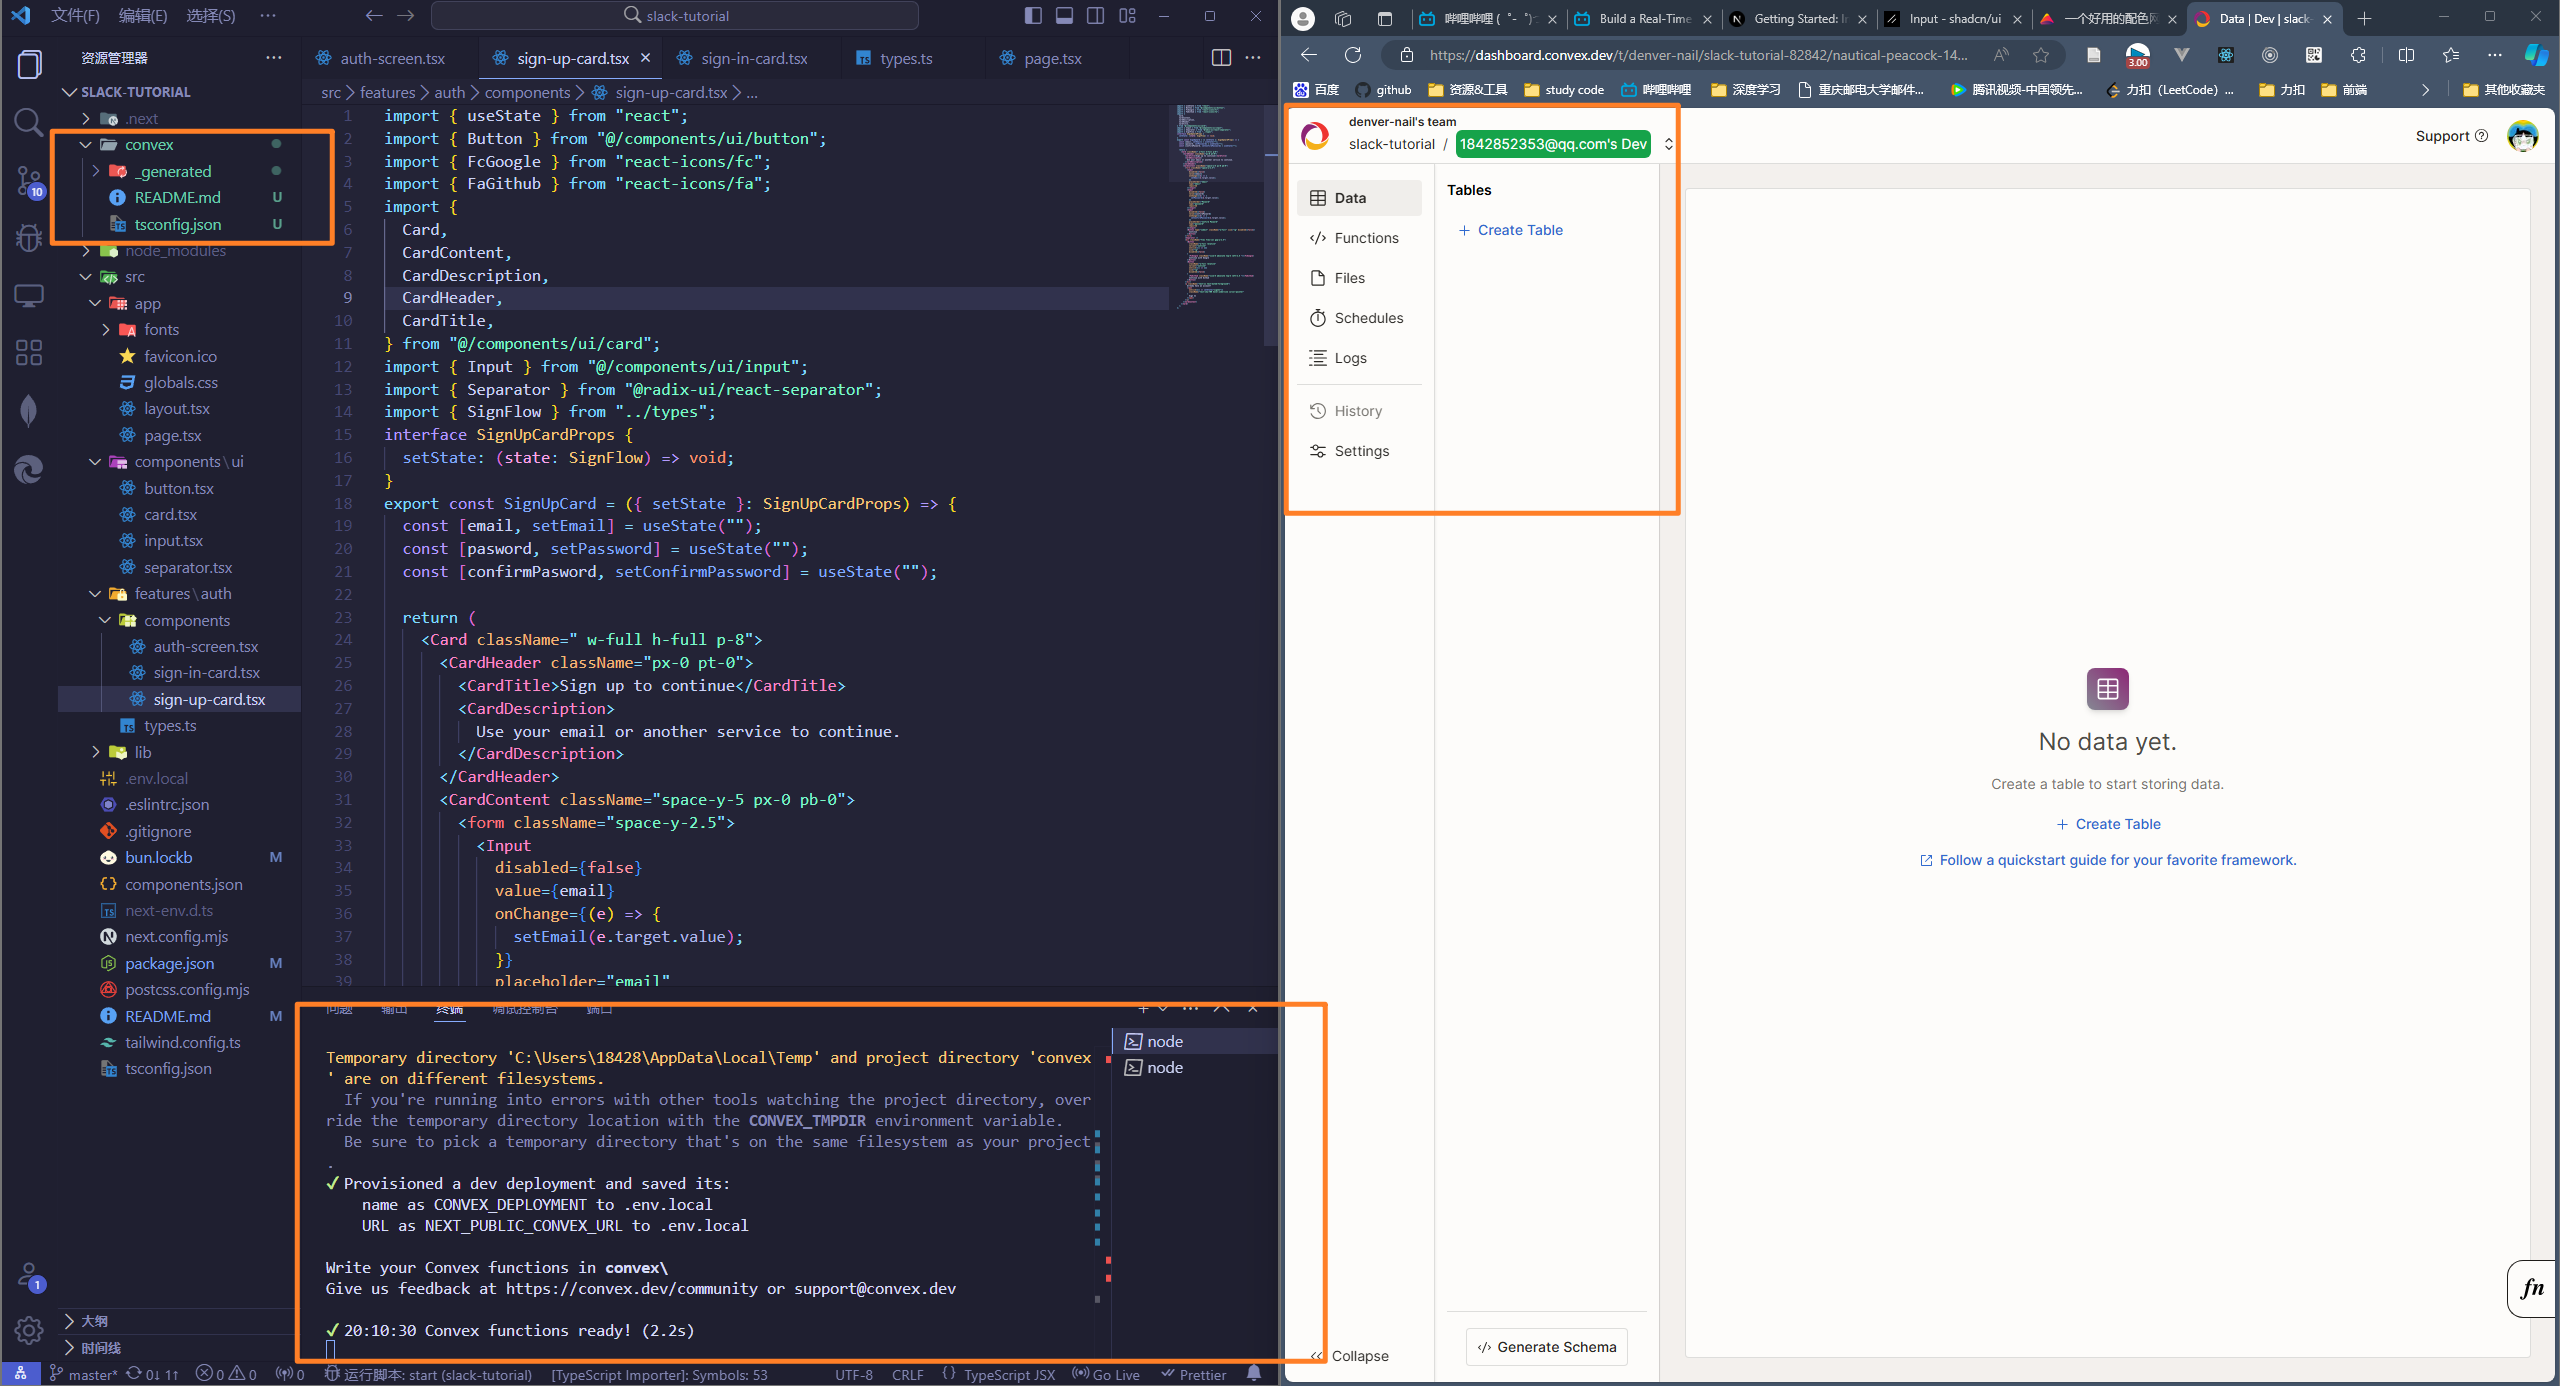 文件(F) 编辑(E) 选择(S) ··· slack-tutorial
资源管理器 ···
SLACK-TUTORIAL
.next
convex
_generated
README.md U
tsconfig.json U
node_modules
src
app
fonts
favicon.ico
globals.css
layout.tsx
page.tsx
components\ui
button.tsx
card.tsx
input.tsx
separator.tsx
features\auth
components
auth-screen.tsx
sign-in-card.tsx
sign-up-card.tsx
types.ts
lib
.env.local
.eslintrc.json
.gitignore
bun.lockb M
components.json
next-env.d.ts
next.config.mjs
package.json M
postcss.config.mjs
README.md M
tailwind.config.ts
tsconfig.json
大纲
时间线
10
1
auth-screen.tsx sign-up-card.tsx sign-in-card.tsx types.ts page.tsx
src > features > auth > components > sign-up-card.tsx > ...
1 import { useState } from "react";
2 import { Button } from "@/components/ui/button";
3 import { FcGoogle } from "react-icons/fc";
4 import { FaGithub } from "react-icons/fa";
5 import {
6 Card,
7 CardContent,
8 CardDescription,
9 CardHeader,
10 CardTitle,
11 } from "@/components/ui/card";
12 import { Input } from "@/components/ui/input";
13 import { Separator } from "@radix-ui/react-separator";
14 import { SignFlow } from "../types";
15 interface SignUpCardProps {
16 setState: (state: SignFlow) => void;
17 }
18 export const SignUpCard = ({ setState }: SignUpCardProps) => {
19 const [email, setEmail] = useState("");
20 const [pasword, setPassword] = useState("");
21 const [confirmPasword, setConfirmPassword] = useState("");
22
23 return (
24 <Card className=" w-full h-full p-8">
25 <CardHeader className="px-0 pt-0">
26 <CardTitle>Sign up to continue</CardTitle>
27 <CardDescription>
28 Use your email or another service to continue.
29 </CardDescription>
30 </CardHeader>
31 <CardContent className="space-y-5 px-0 pb-0">
32 <form className="space-y-2.5">
33 <Input
34 disabled={false}
35 value={email}
36 onChange={(e) => {
37 setEmail(e.target.value);
38 }}
39 placeholder="email"
问题 输出 终端 调试控制台 端口
Temporary directory 'C:\Users\18428\AppData\Local\Temp' and project directory 'convex
' are on different filesystems.
If you're running into errors with other tools watching the project directory, over
ride the temporary directory location with the CONVEX_TMPDIR environment variable.
Be sure to pick a temporary directory that's on the same filesystem as your project
.
✓ Provisioned a dev deployment and saved its:
name as CONVEX_DEPLOYMENT to .env.local
URL as NEXT_PUBLIC_CONVEX_URL to .env.local
Write your Convex functions in convex\
Give us feedback at https://convex.dev/community or support@convex.dev
✓ 20:10:30 Convex functions ready! (2.2s)
node
node
master* 0↓ 1↑ 0 0 0 运行脚本: start (slack-tutorial) [TypeScript Importer]: Symbols: 53 UTF-8 CRLF {} TypeScript JSX Go Live Prettier
哔哩哔哩 ( ゜- ゜)つ Build a Real-Time Getting Started: In Input - shadcn/ui 一个好用的配色网 Data | Dev | slack-
https://dashboard.convex.dev/t/denver-nail/slack-tutorial-82842/nautical-peacock-14...
3.00
百度 github 资源&工具 study code 哔哩哔哩 深度学习 重庆邮电大学邮件... 腾讯视频-中国领先... 力扣 (LeetCode) ... 力扣 前端 其他收藏夹
denver-nail's team
slack-tutorial / 1842852353@qq.com's Dev
Support
Data
Functions
Files
Schedules
Logs
History
Settings
Collapse
Tables
+ Create Table
Generate Schema
No data yet.
Create a table to start storing data.
+ Create Table
Follow a quickstart guide for your favorite framework.
fn